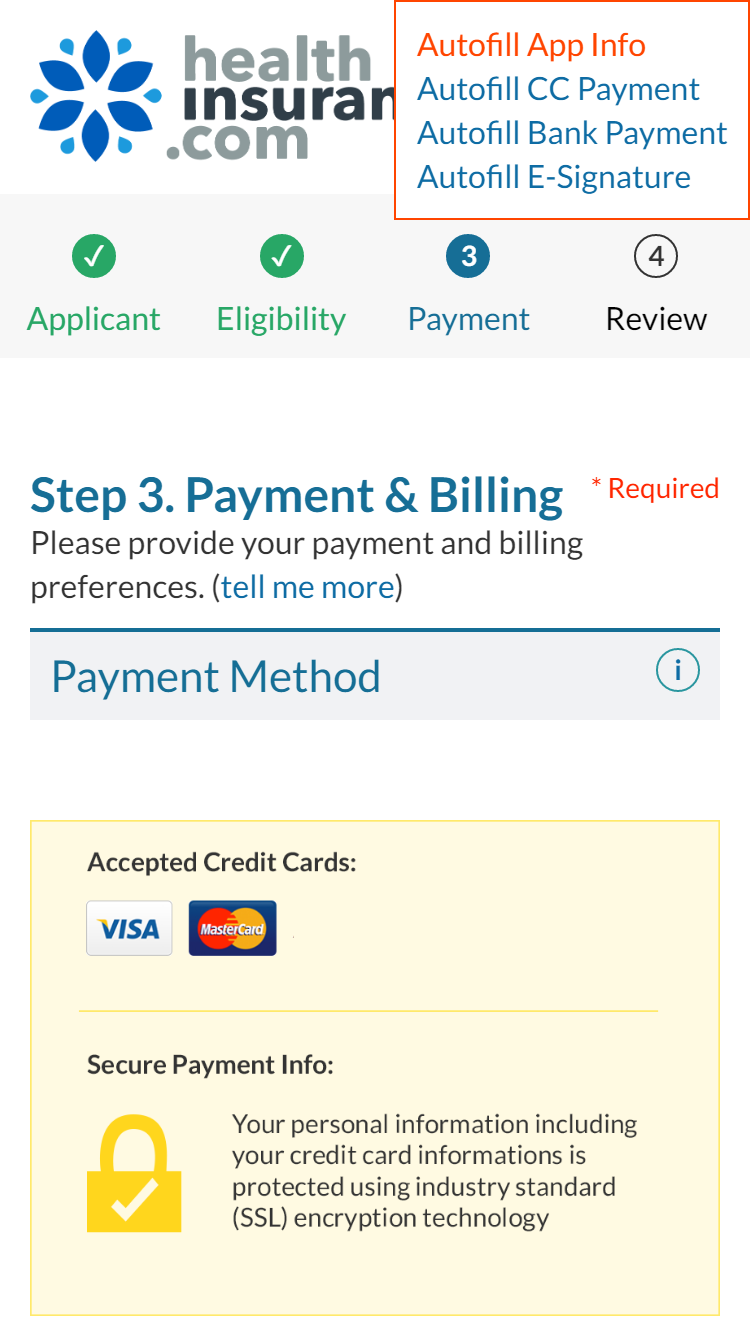 health
insuran
.com
Autofill App Info
Autofill CC Payment
Autofill Bank Payment
Autofill E-Signature
3
4
Applicant
Eligibility
Payment
Review
Step 3. Payment & Billing
* Required
Please provide your payment and billing
preferences. (tell me more)
Payment Method
i
Accepted Credit Cards:
VISA
MasterCard
Secure Payment Info:
Your personal information including
your credit card informations is
protected using industry standard
(SSL) encryption technology